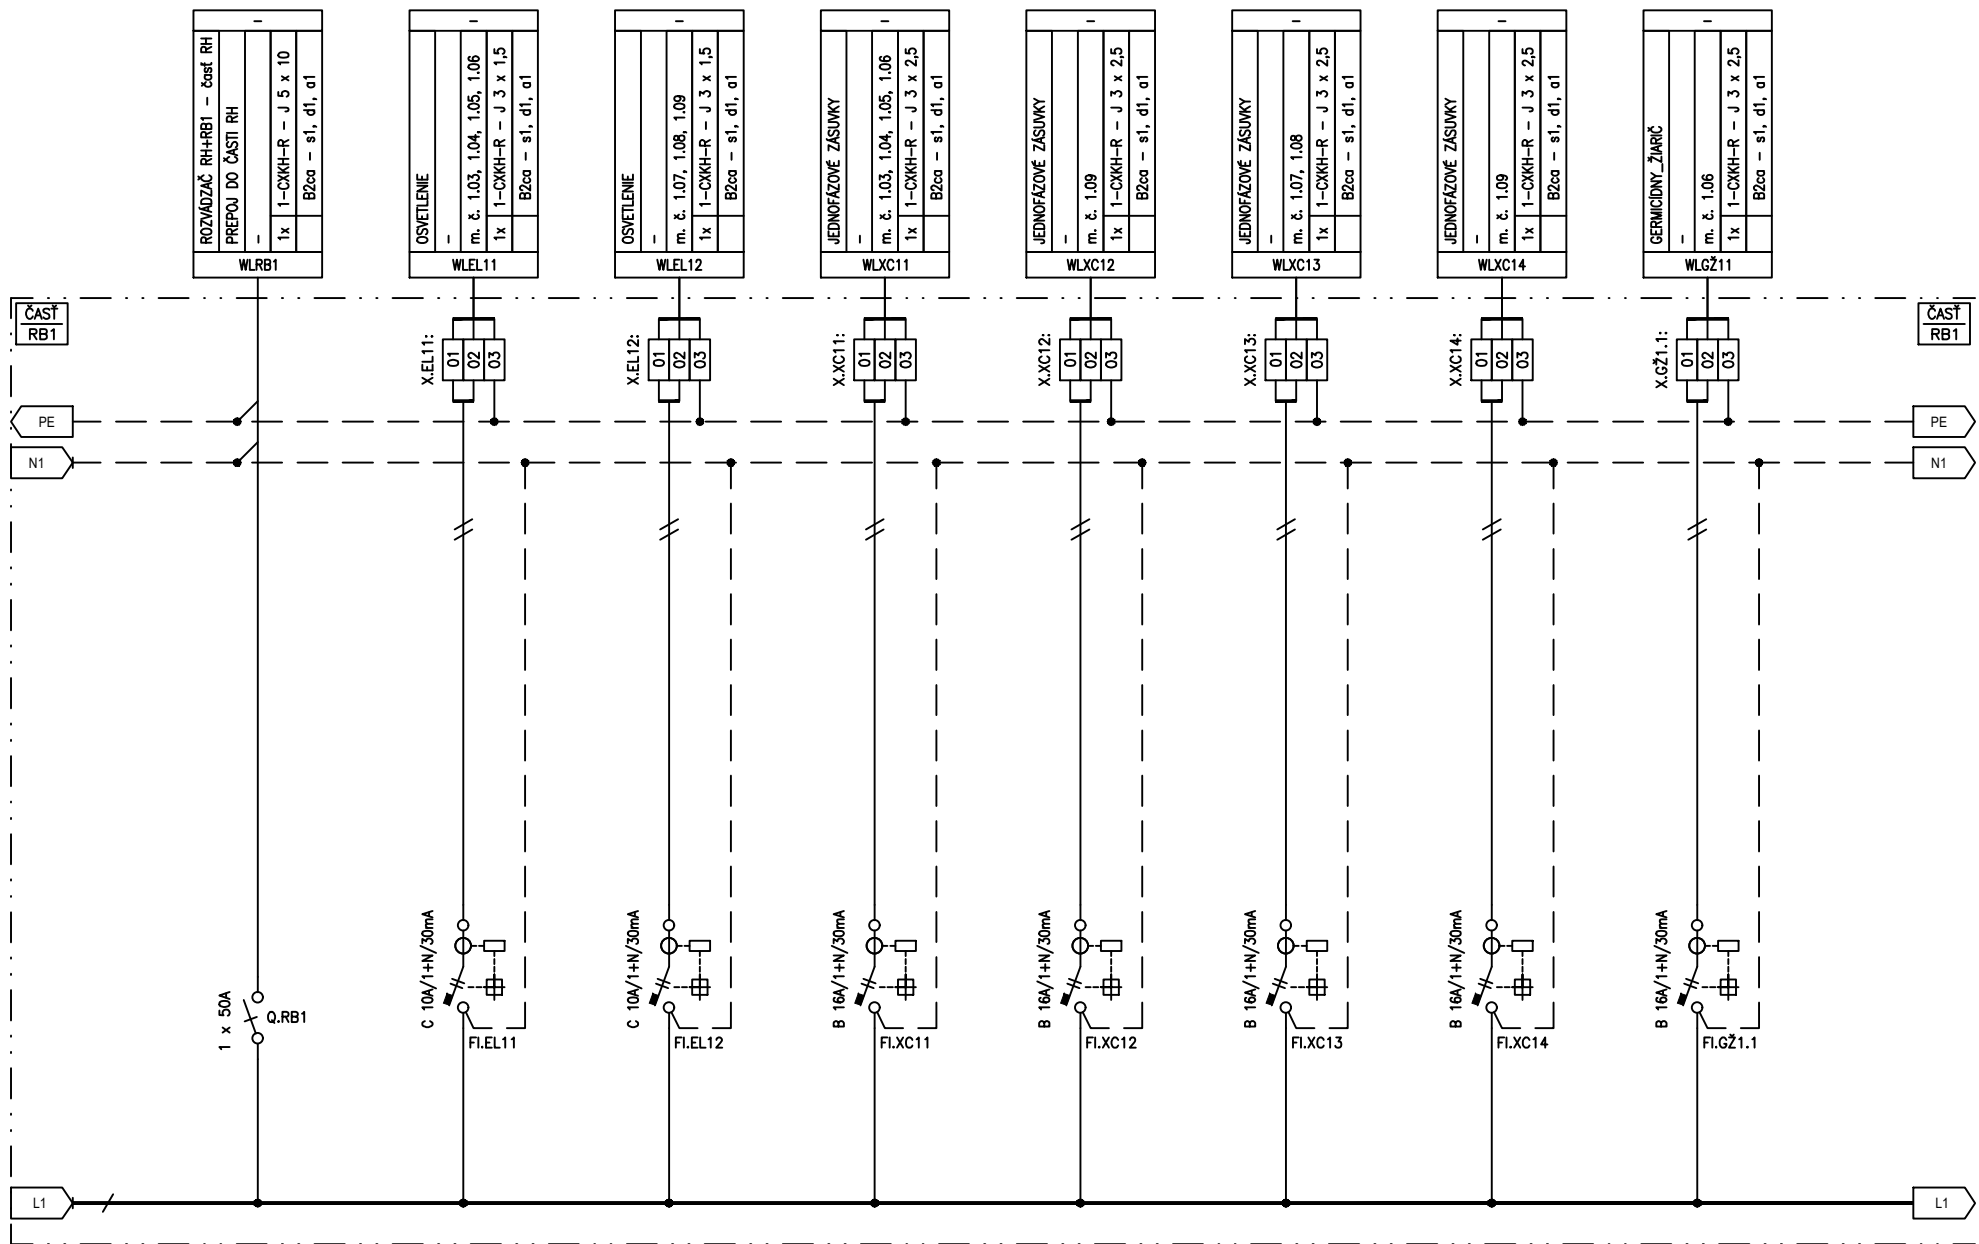 -
ROZVÁDZAČ RH+RB1 - časť RH
PREPOJ DO ČASTI RH
-
1x 1-CXKH-R - J 5 x 10
B2ca - s1, d1, a1
WLRB1
-
OSVETLENIE
-
m. č. 1.03, 1.04, 1.05, 1.06
1x 1-CXKH-R - J 3 x 1,5
B2ca - s1, d1, a1
WLEL11
-
OSVETLENIE
-
m. č. 1.07, 1.08, 1.09
1x 1-CXKH-R - J 3 x 1,5
B2ca - s1, d1, a1
WLEL12
-
JEDNOFÁZOVÉ ZÁSUVKY
-
m. č. 1.03, 1.04, 1.05, 1.06
1x 1-CXKH-R - J 3 x 2,5
B2ca - s1, d1, a1
WLXC11
-
JEDNOFÁZOVÉ ZÁSUVKY
-
m. č. 1.09
1x 1-CXKH-R - J 3 x 2,5
B2ca - s1, d1, a1
WLXC12
-
JEDNOFÁZOVÉ ZÁSUVKY
-
m. č. 1.07, 1.08
1x 1-CXKH-R - J 3 x 2,5
B2ca - s1, d1, a1
WLXC13
-
JEDNOFÁZOVÉ ZÁSUVKY
-
m. č. 1.09
1x 1-CXKH-R - J 3 x 2,5
B2ca - s1, d1, a1
WLXC14
-
GERMICÍDNY_ŽIARIČ
-
m. č. 1.06
1x 1-CXKH-R - J 3 x 2,5
B2ca - s1, d1, a1
WLGŽ11
ČASŤ
RB1
X.EL11: 01 02 03
X.EL12: 01 02 03
X.XC11: 01 02 03
X.XC12: 01 02 03
X.XC13: 01 02 03
X.XC14: 01 02 03
X.GŽ1.1: 01 02 03
ČASŤ
RB1
PE
PE
N1
N1
1 x 50A
Q.RB1
C 10A/1+N/30mA
FI.EL11
C 10A/1+N/30mA
FI.EL12
B 16A/1+N/30mA
FI.XC11
B 16A/1+N/30mA
FI.XC12
B 16A/1+N/30mA
FI.XC13
B 16A/1+N/30mA
FI.XC14
B 16A/1+N/30mA
FI.GŽ1.1
L1
L1